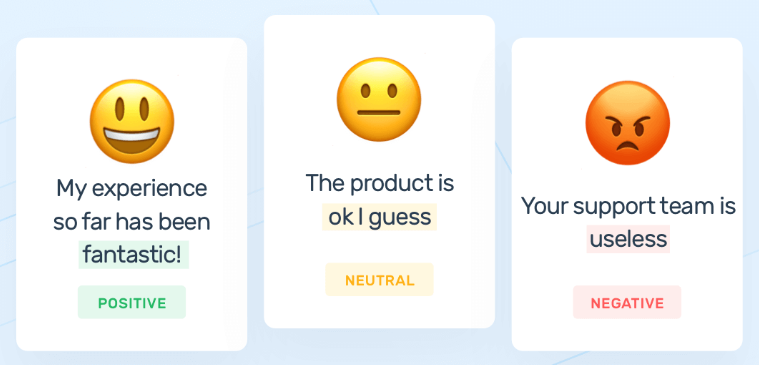 My experience
so far has been
fantastic!
POSITIVE
The product is
ok I guess
NEUTRAL
Your support team is
useless
NEGATIVE